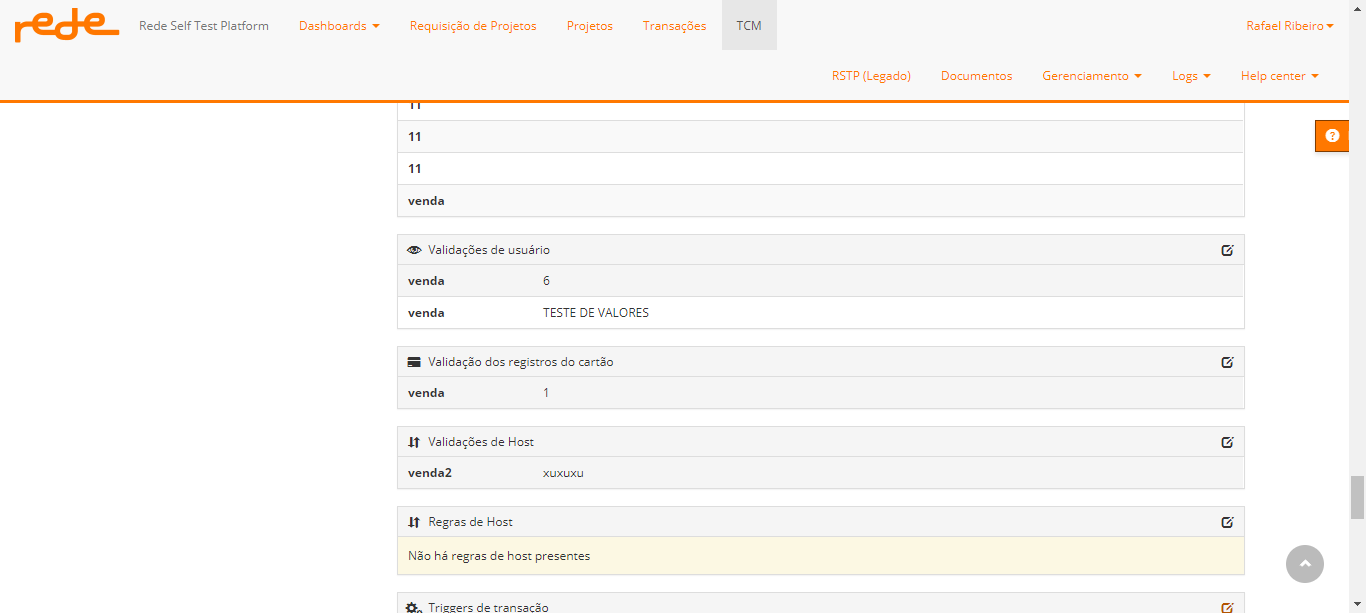 rede Rede Self Test Platform Dashboards Requisição de Projetos Projetos Transações TCM Rafael Ribeiro
RSTP (Legado) Documentos Gerenciamento Logs Help center
11
11
11
venda
Validações de usuário
venda 6
venda TESTE DE VALORES
Validação dos registros do cartão
venda 1
Validações de Host
venda2 xuxuxu
Regras de Host
Não há regras de host presentes
Triggers de transação